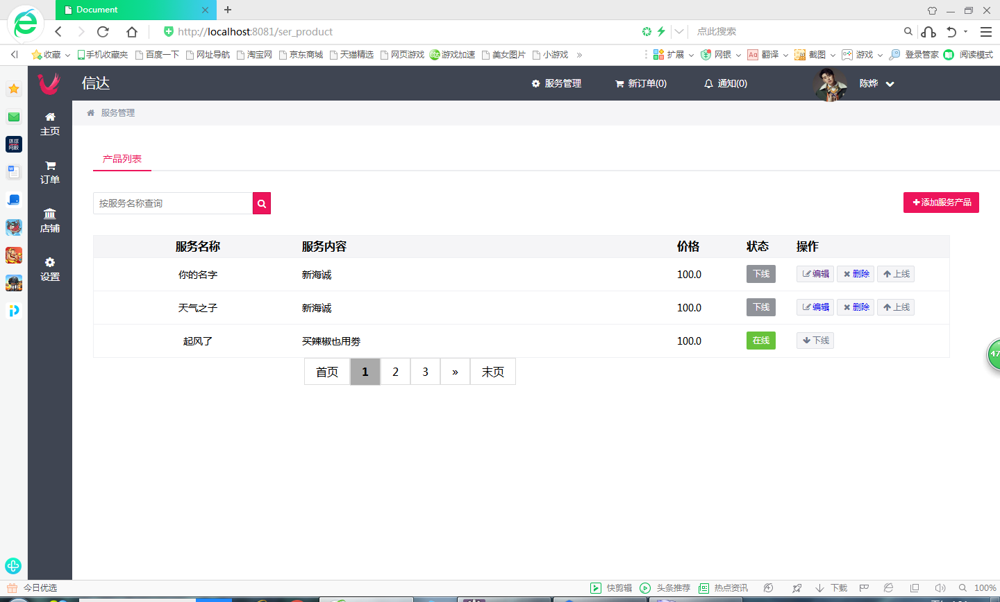 Document
http://localhost:8081/ser_product
点此搜索
收藏 手机收藏夹 百度一下 网址导航 淘宝网 京东商城 天猫精选 网页游戏 游戏加速 美女图片 小游戏 »
扩展 网银 Aa 翻译 截图 游戏 登录管家 阅读模式
信达
服务管理 新订单(0) 通知(0) 陈烨
服务管理
主页
订单
店铺
设置
产品列表
按服务名称查询
添加服务产品
服务名称 服务内容 价格 状态 操作
你的名字 新海诚 100.0 下线 编辑 删除 上线
天气之子 新海诚 100.0 下线 编辑 删除 上线
起风了 买辣椒也用劵 100.0 在线 下线
首页 1 2 3 » 末页
47
今日优选
快剪辑 头条推荐 热点资讯 下载 100%